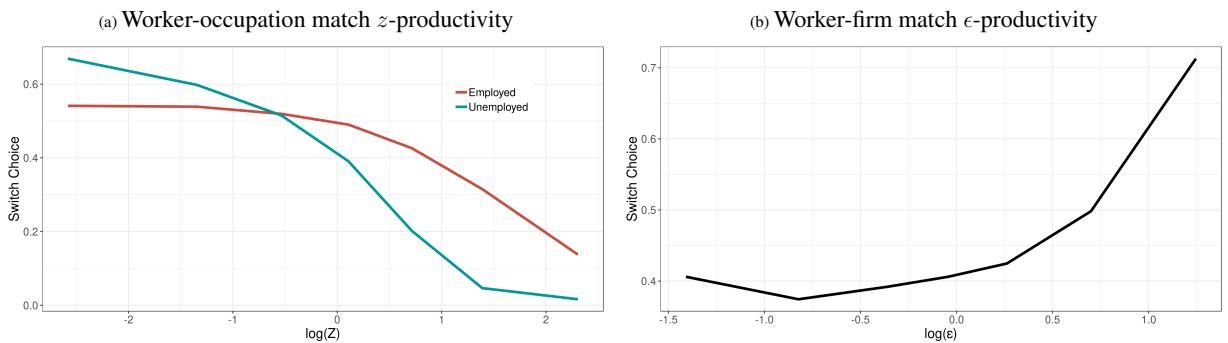 (a) Worker-occupation match z-productivity
Switch Choice
0.6
0.4
0.2
0.0
Employed
Unemployed
-2
-1
0
1
2
log(Z)
(b) Worker-firm match ϵ-productivity
Switch Choice
0.7
0.6
0.5
0.4
-1.5
-1.0
-0.5
0.0
0.5
1.0
log(ε)